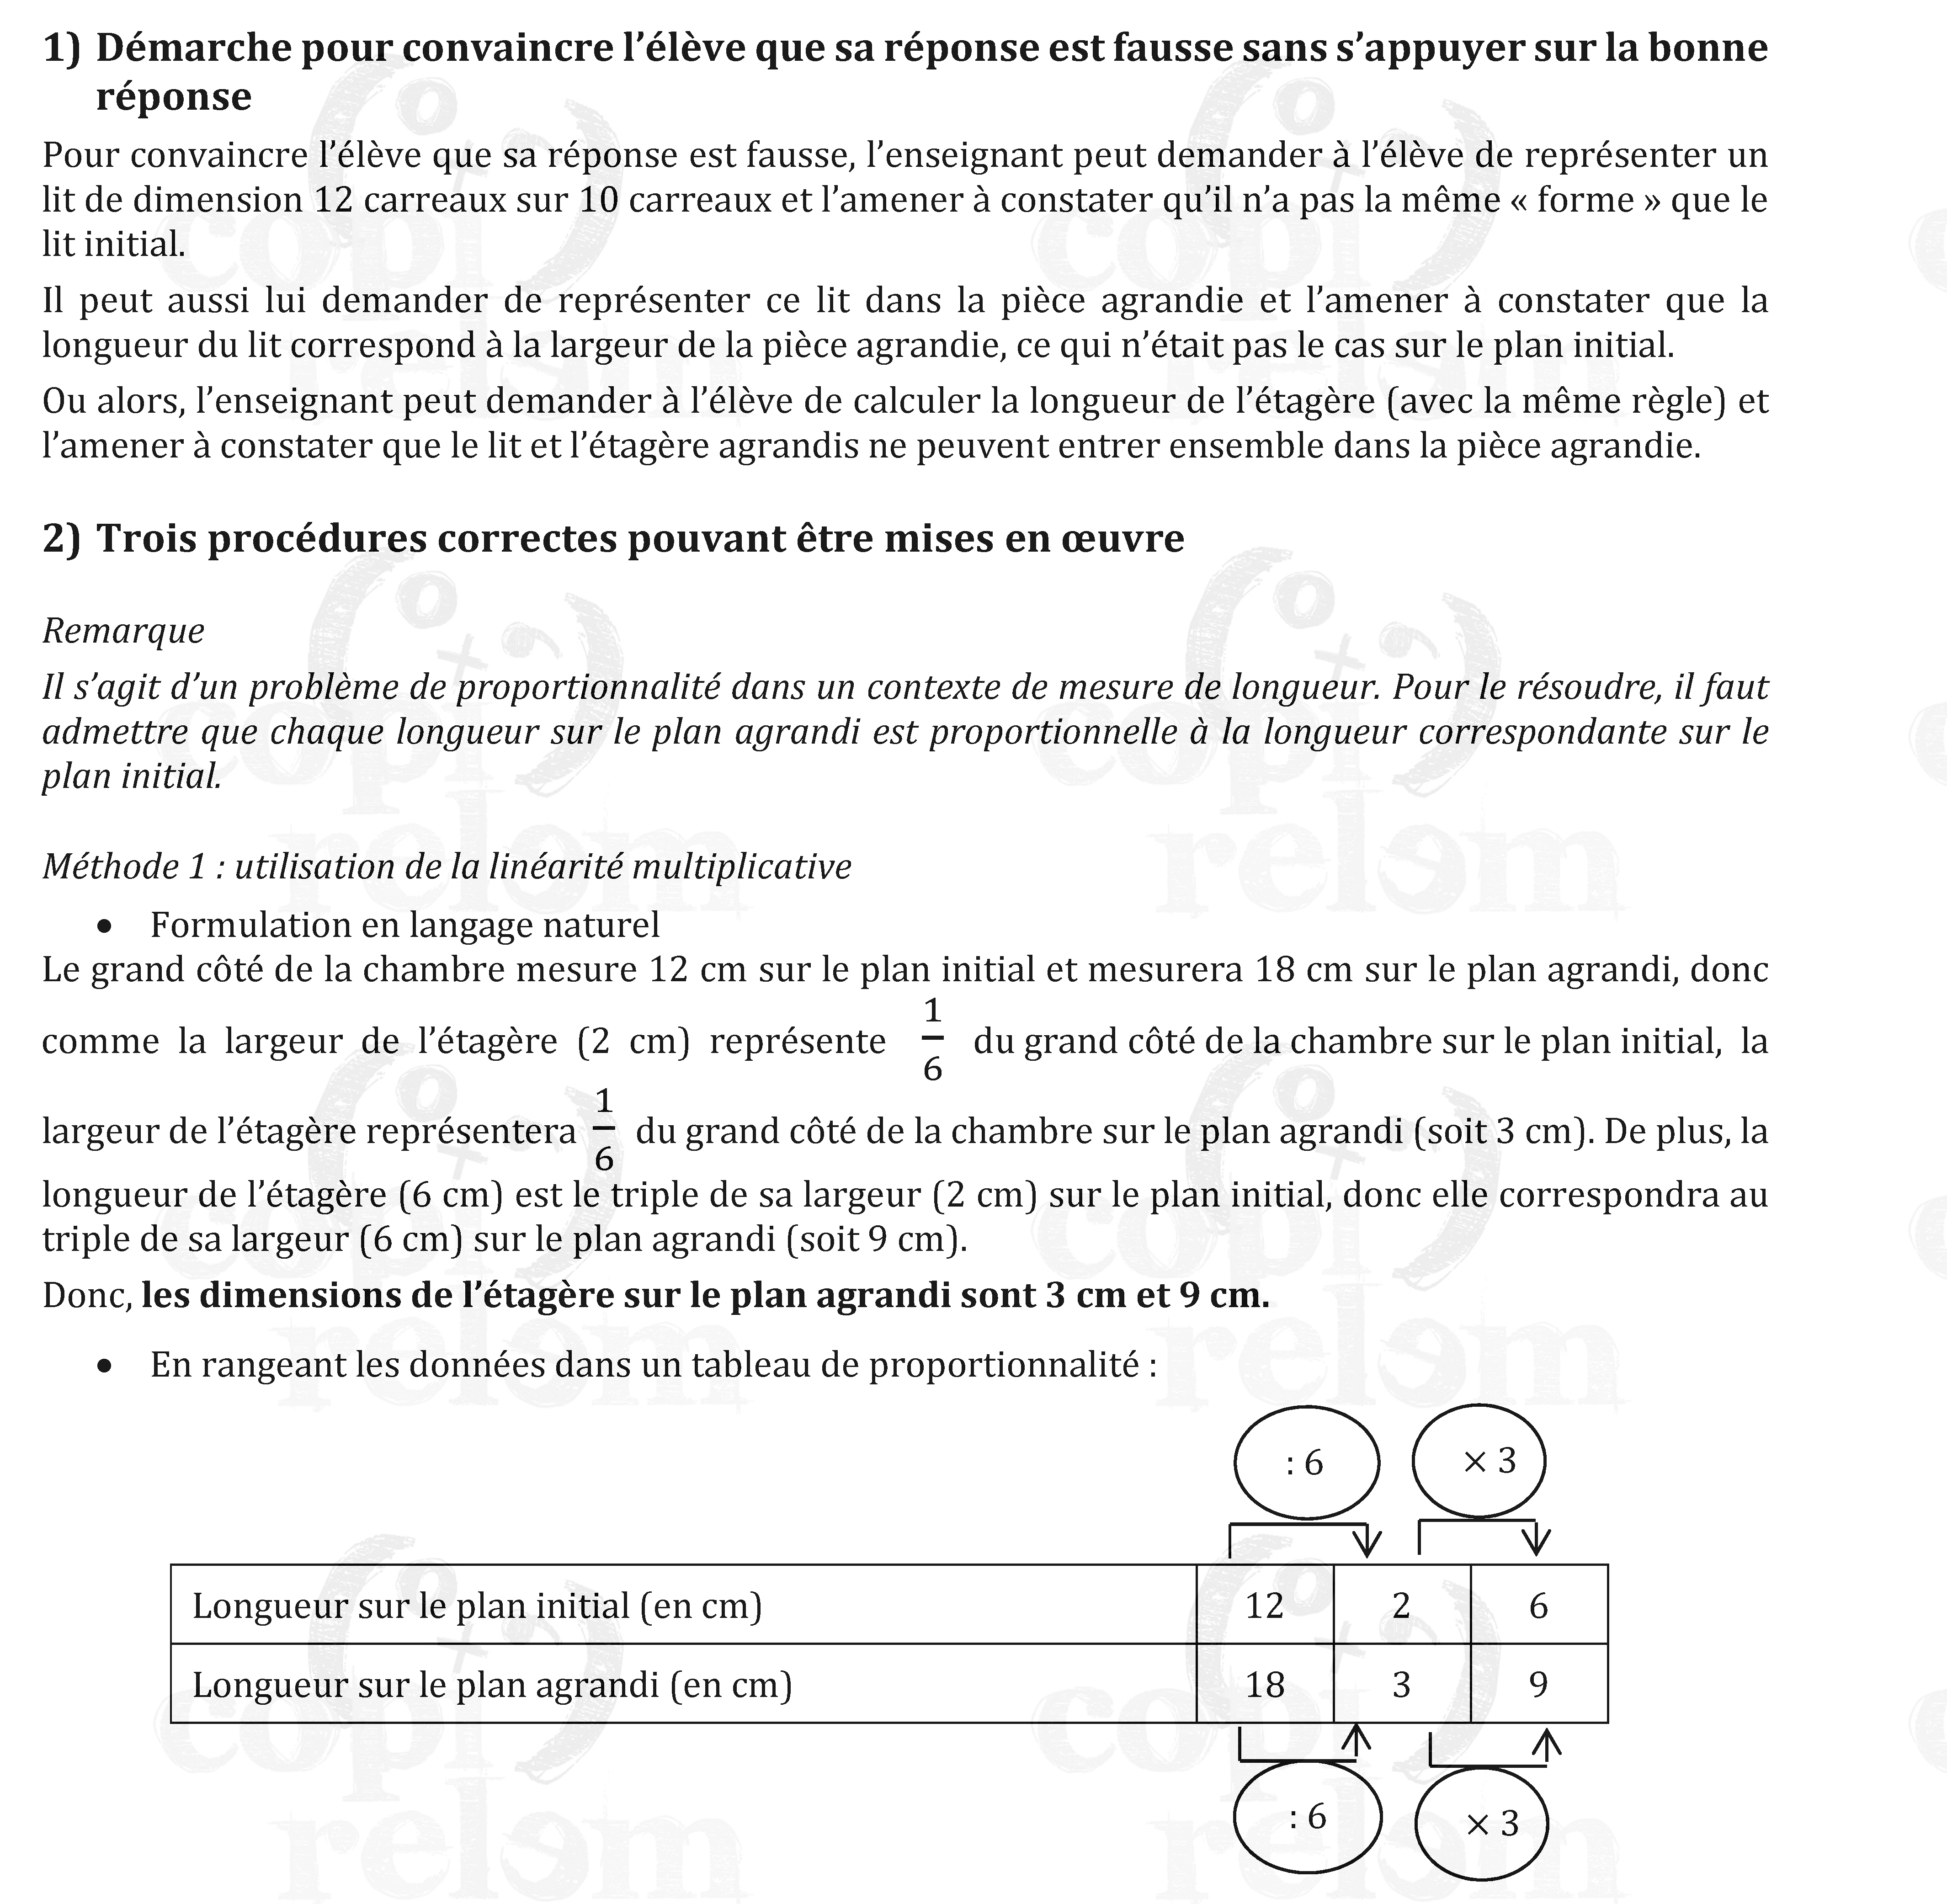 1) Démarche pour convaincre l’élève que sa réponse est fausse sans s’appuyer sur la bonne
réponse
Pour convaincre l’élève que sa réponse est fausse, l’enseignant peut demander à l’élève de représenter un
lit de dimension 12 carreaux sur 10 carreaux et l’amener à constater qu’il n’a pas la même « forme » que le
lit initial.
Il peut aussi lui demander de représenter ce lit dans la pièce agrandie et l’amener à constater que la
longueur du lit correspond à la largeur de la pièce agrandie, ce qui n’était pas le cas sur le plan initial.
Ou alors, l’enseignant peut demander à l’élève de calculer la longueur de l’étagère (avec la même règle) et
l’amener à constater que le lit et l’étagère agrandis ne peuvent entrer ensemble dans la pièce agrandie.
2) Trois procédures correctes pouvant être mises en œuvre
Remarque
Il s’agit d’un problème de proportionnalité dans un contexte de mesure de longueur. Pour le résoudre, il faut
admettre que chaque longueur sur le plan agrandi est proportionnelle à la longueur correspondante sur le
plan initial.
Méthode 1 : utilisation de la linéarité multiplicative
• Formulation en langage naturel
Le grand côté de la chambre mesure 12 cm sur le plan initial et mesurera 18 cm sur le plan agrandi, donc
comme la largeur de l’étagère (2 cm) représente 1/6 du grand côté de la chambre sur le plan initial, la
largeur de l’étagère représentera 1/6 du grand côté de la chambre sur le plan agrandi (soit 3 cm). De plus, la
longueur de l’étagère (6 cm) est le triple de sa largeur (2 cm) sur le plan initial, donc elle correspondra au
triple de sa largeur (6 cm) sur le plan agrandi (soit 9 cm).
Donc, les dimensions de l’étagère sur le plan agrandi sont 3 cm et 9 cm.
• En rangeant les données dans un tableau de proportionnalité :
: 6 × 3
Longueur sur le plan initial (en cm) 12 2 6
Longueur sur le plan agrandi (en cm) 18 3 9
: 6 × 3
copirelem